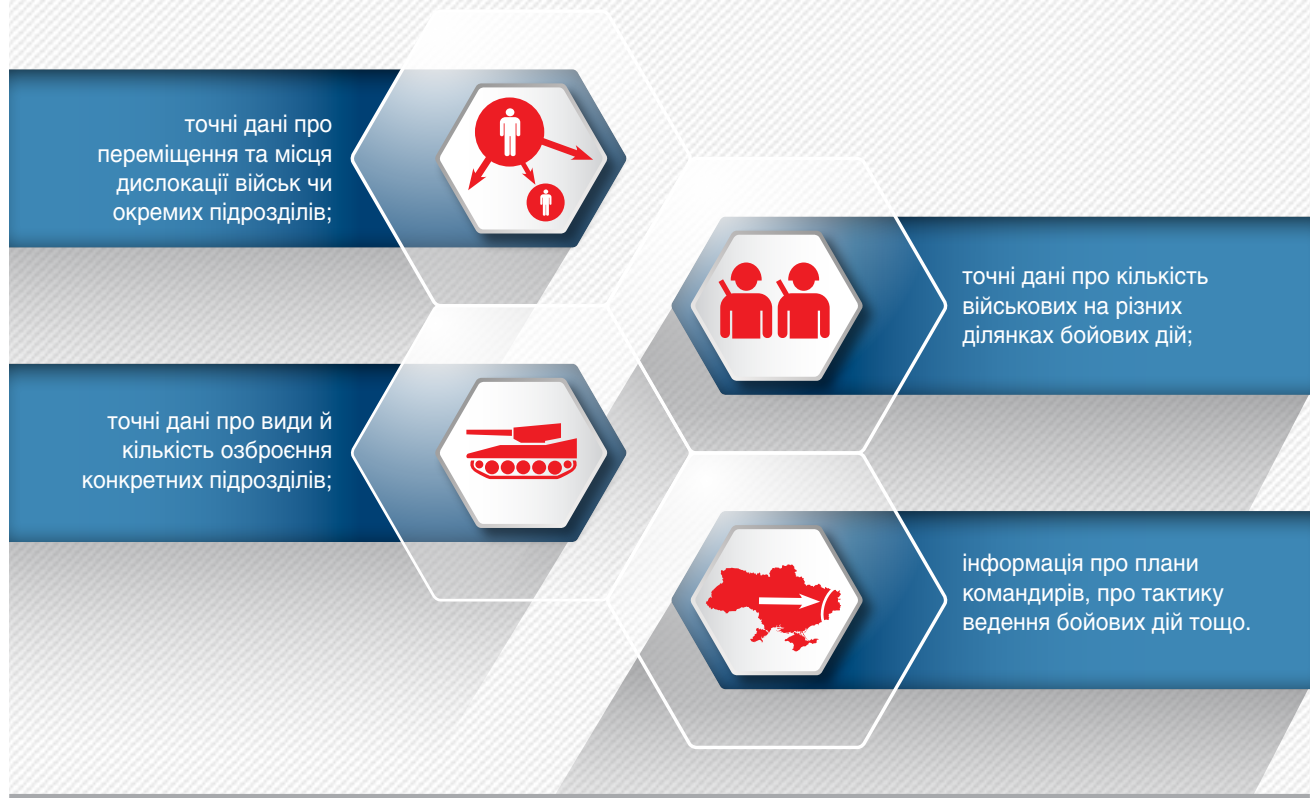 точні дані про
переміщення та місця
дислокації військ чи
окремих підрозділів;
точні дані про кількість
військових на різних
ділянках бойових дій;
точні дані про види й
кількість озброєння
конкретних підрозділів;
інформація про плани
командирів, про тактику
ведення бойових дій тощо.